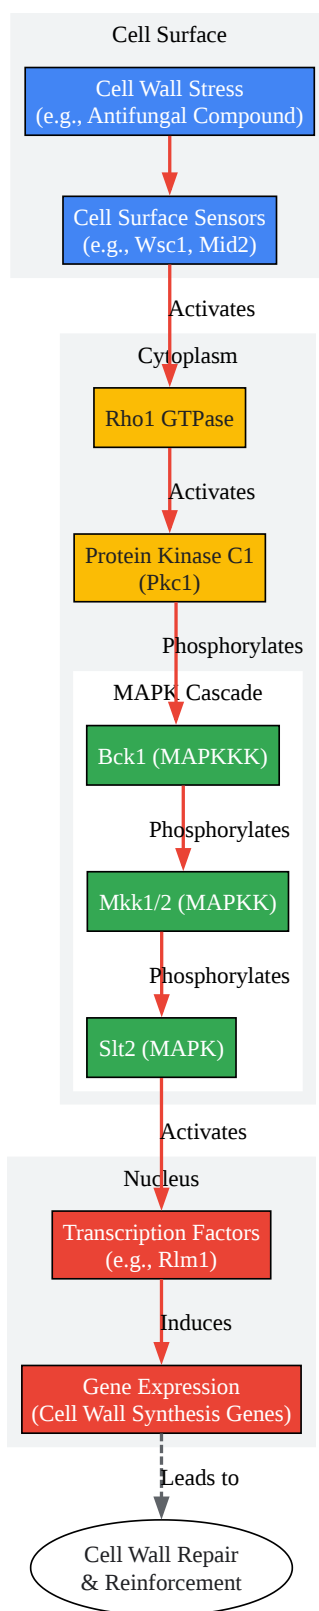 Cell Surface
Cell Wall Stress
(e.g., Antifungal Compound)
Cell Surface Sensors
(e.g., Wsc1, Mid2)
Activates
Cytoplasm
Rho1 GTPase
Activates
Protein Kinase C1
(Pkc1)
Phosphorylates
MAPK Cascade
Bck1 (MAPKKK)
Phosphorylates
Mkk1/2 (MAPKK)
Phosphorylates
Slt2 (MAPK)
Activates
Nucleus
Transcription Factors
(e.g., Rlm1)
Induces
Gene Expression
(Cell Wall Synthesis Genes)
Leads to
Cell Wall Repair
& Reinforcement